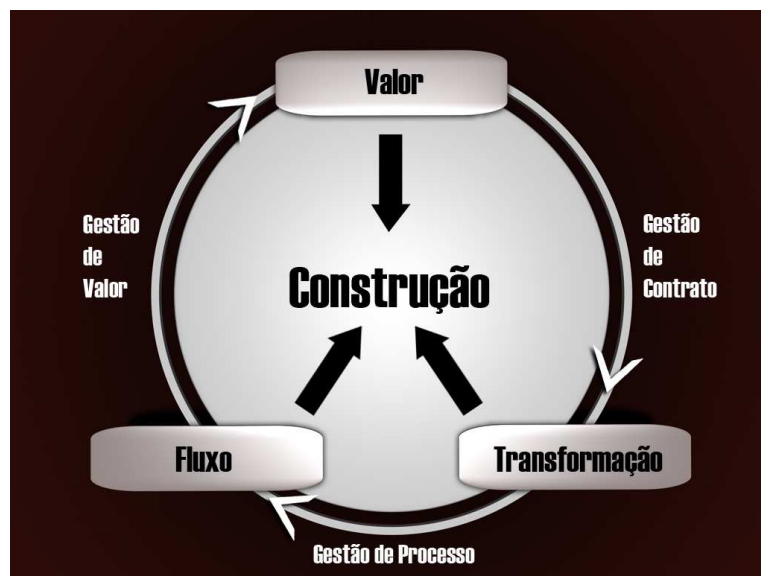 Valor
Gestão
de
Valor
Gestão
de
Contrato
Construção
Fluxo
Transformação
Gestão de Processo